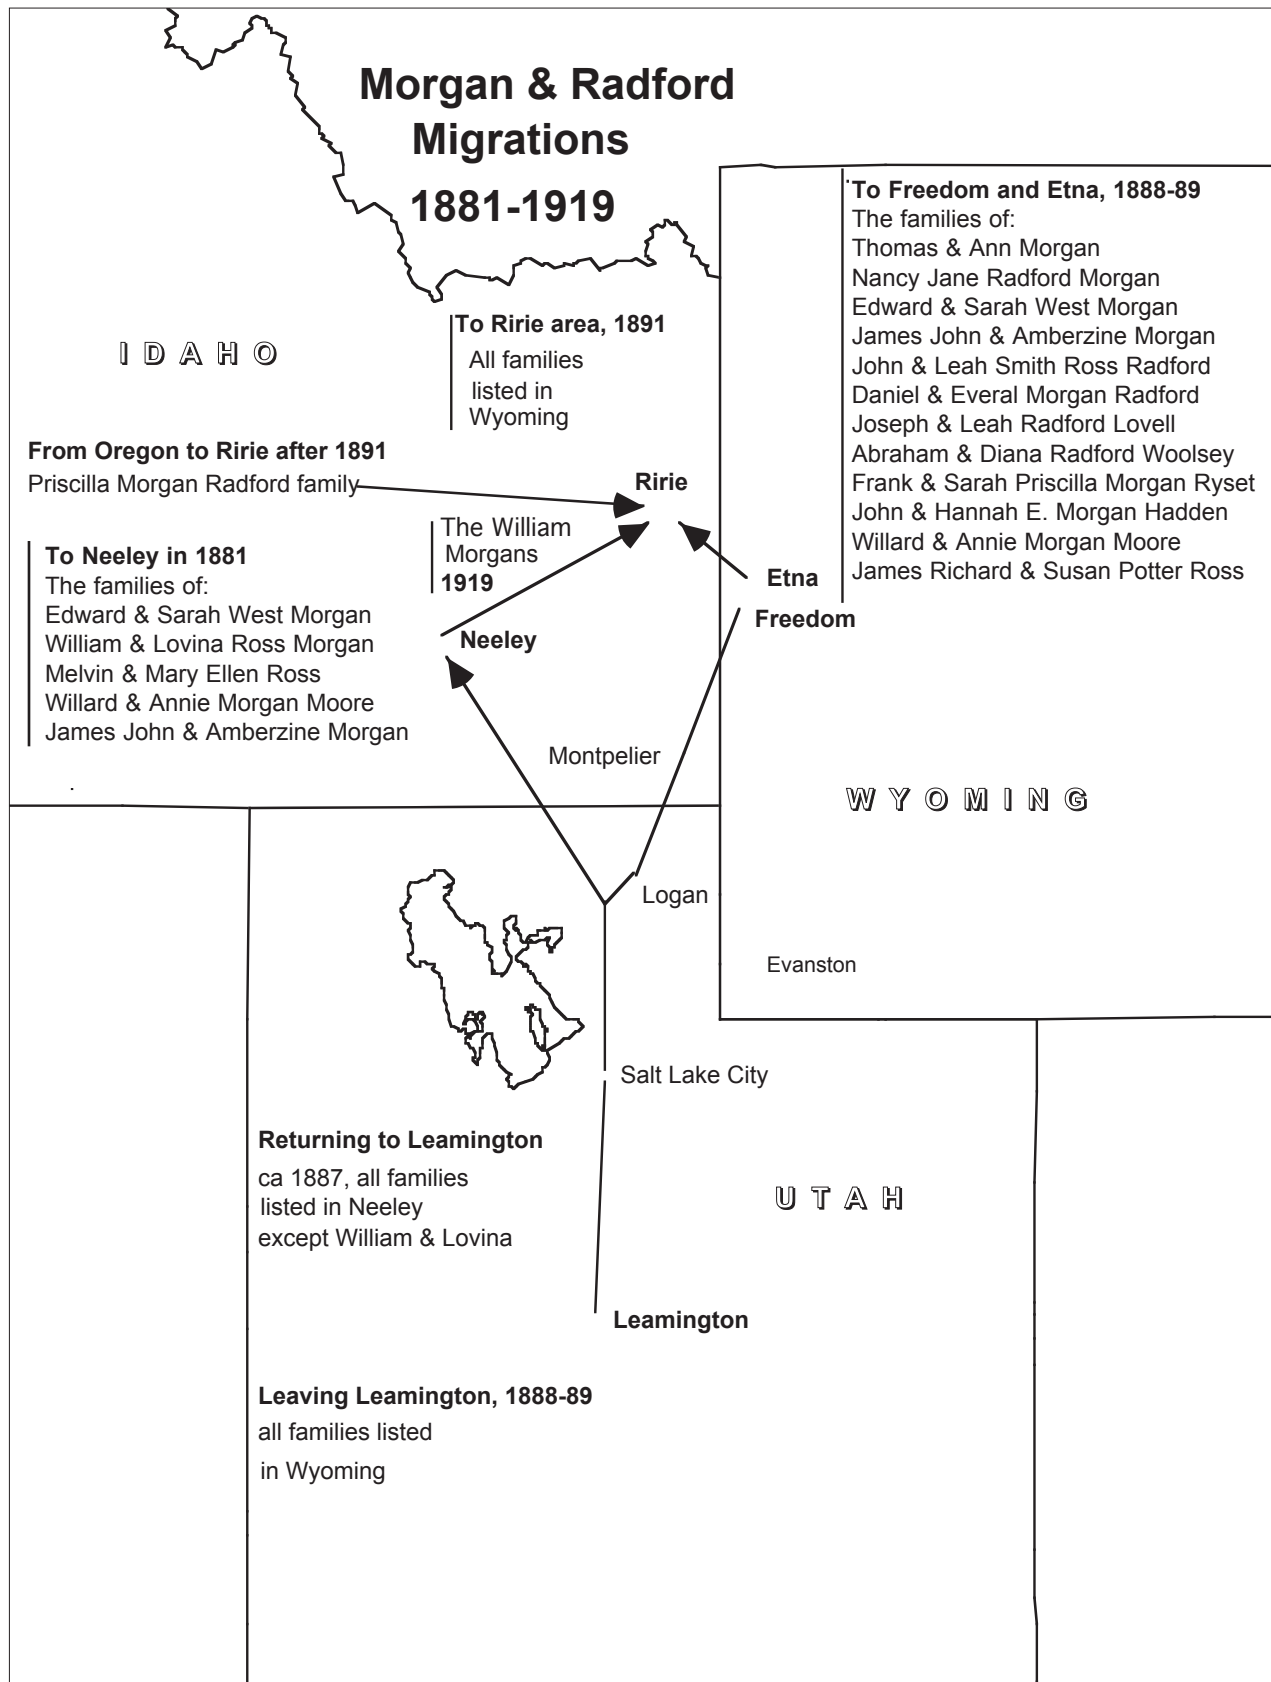 Morgan & Radford
Migrations
1881-1919
To Freedom and Etna, 1888-89
The families of:
Thomas & Ann Morgan
Nancy Jane Radford Morgan
Edward & Sarah West Morgan
James John & Amberzine Morgan
John & Leah Smith Ross Radford
Daniel & Everal Morgan Radford
Joseph & Leah Radford Lovell
Abraham & Diana Radford Woolsey
Frank & Sarah Priscilla Morgan Ryset
John & Hannah E. Morgan Hadden
Willard & Annie Morgan Moore
James Richard & Susan Potter Ross
To Ririe area, 1891
All families
listed in
Wyoming
IDAHO
From Oregon to Ririe after 1891
Priscilla Morgan Radford family
Ririe
The William
Morgans
1919
To Neeley in 1881
The families of:
Edward & Sarah West Morgan
William & Lovina Ross Morgan
Melvin & Mary Ellen Ross
Willard & Annie Morgan Moore
James John & Amberzine Morgan
Etna
Freedom
Neeley
Montpelier
WYOMING
Logan
Evanston
Salt Lake City
Returning to Leamington
ca 1887, all families
listed in Neeley
except William & Lovina
UTAH
Leamington
Leaving Leamington, 1888-89
all families listed
in Wyoming